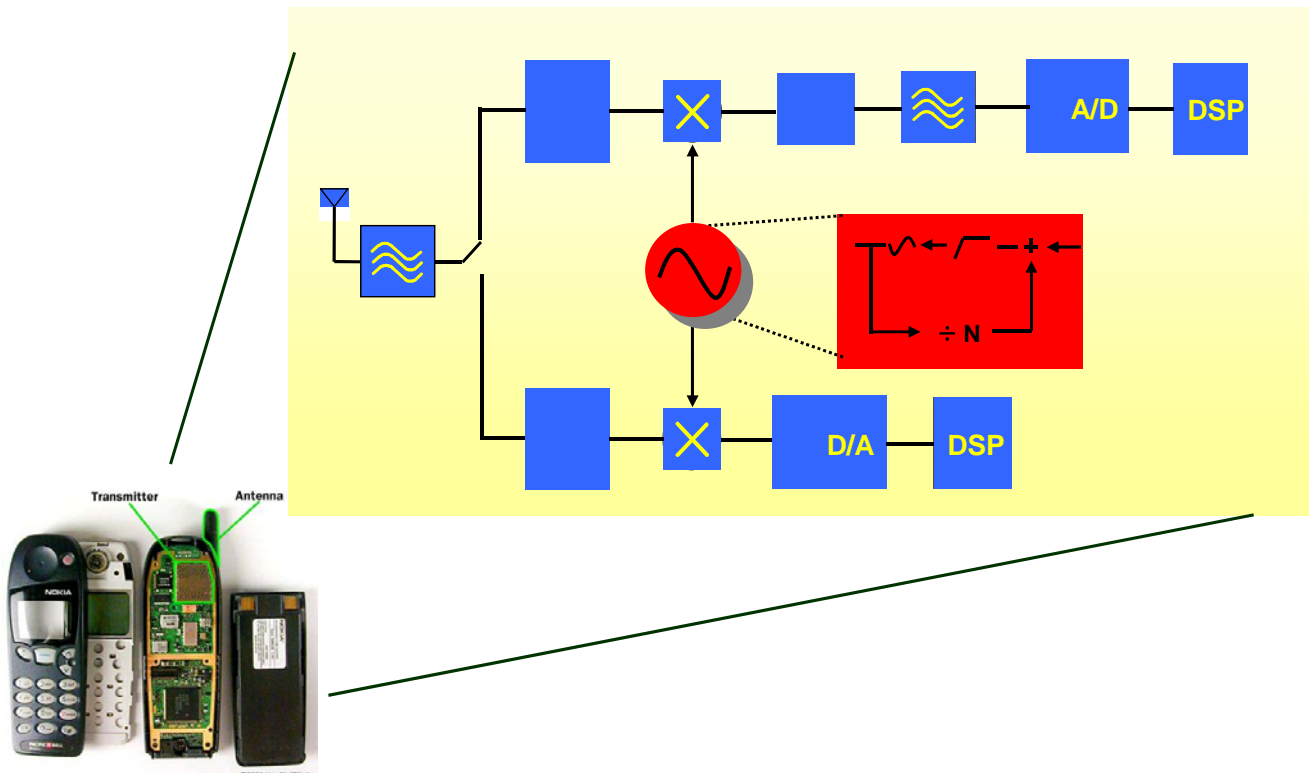 A/D
DSP
÷ N
D/A
DSP
Transmitter
Antenna
NOKIA